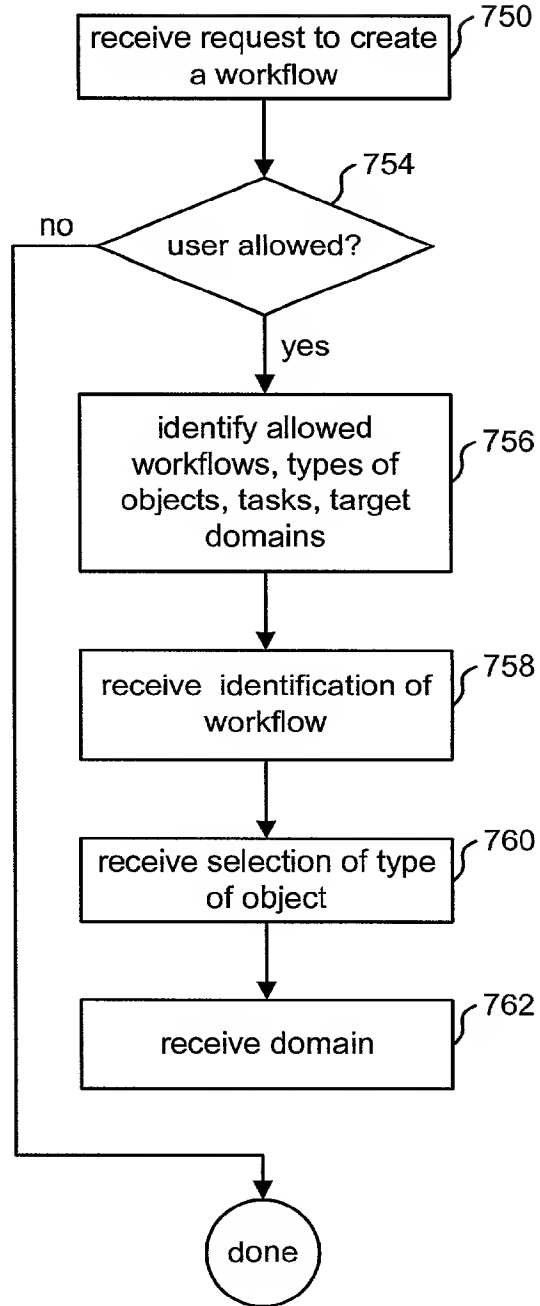 receive request to create
a workflow
750
754
no
user allowed?
yes
identify allowed
workflows, types of
objects, tasks, target
domains
756
receive identification of
workflow
758
receive selection of type
of object
760
receive domain
762
done